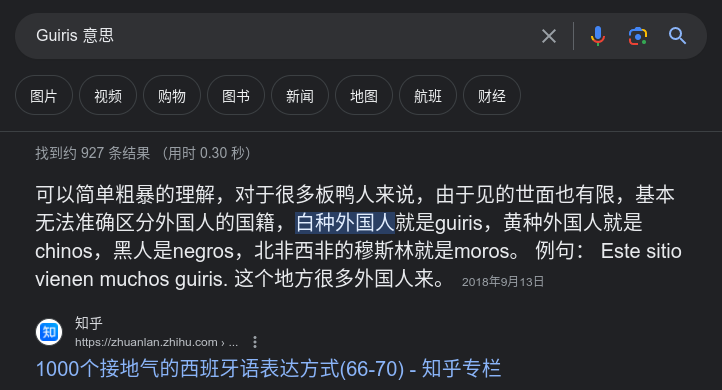 Guiris 意思
图片 视频 购物 图书 新闻 地图 航班 财经
找到约 927 条结果 （用时 0.30 秒）
可以简单粗暴的理解，对于很多板鸭人来说，由于见的世面也有限，基本
无法准确区分外国人的国籍，白种外国人就是guiris，黄种外国人就是
chinos，黑人是negros，北非西非的穆斯林就是moros。 例句： Este sitio
vienen muchos guiris. 这个地方很多外国人来。 2018年9月13日
知
知乎
https://zhuanlan.zhihu.com › ...
1000个接地气的西班牙语表达方式(66-70) - 知乎专栏